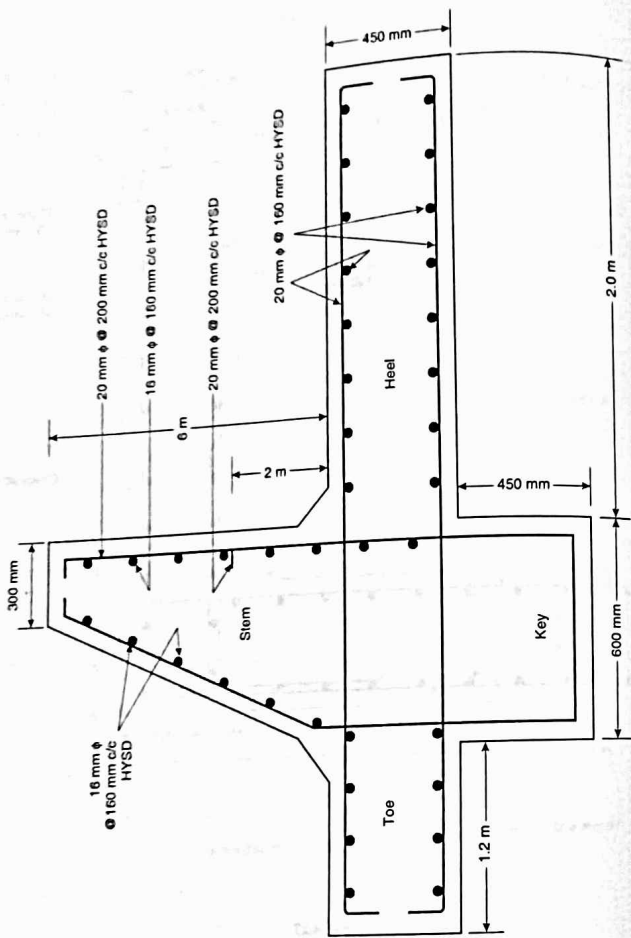 450 mm
20 mm ϕ @ 200 mm c/c HYSD
16 mm ϕ @ 160 mm c/c HYSD
20 mm ϕ @ 200 mm c/c HYSD
20 mm ϕ @ 160 mm c/c HYSD
6 m
2 m
300 mm
Stem
Heel
2.0 m
450 mm
16 mm ϕ
@ 160 mm c/c
HYSD
Toe
Key
600 mm
1.2 m